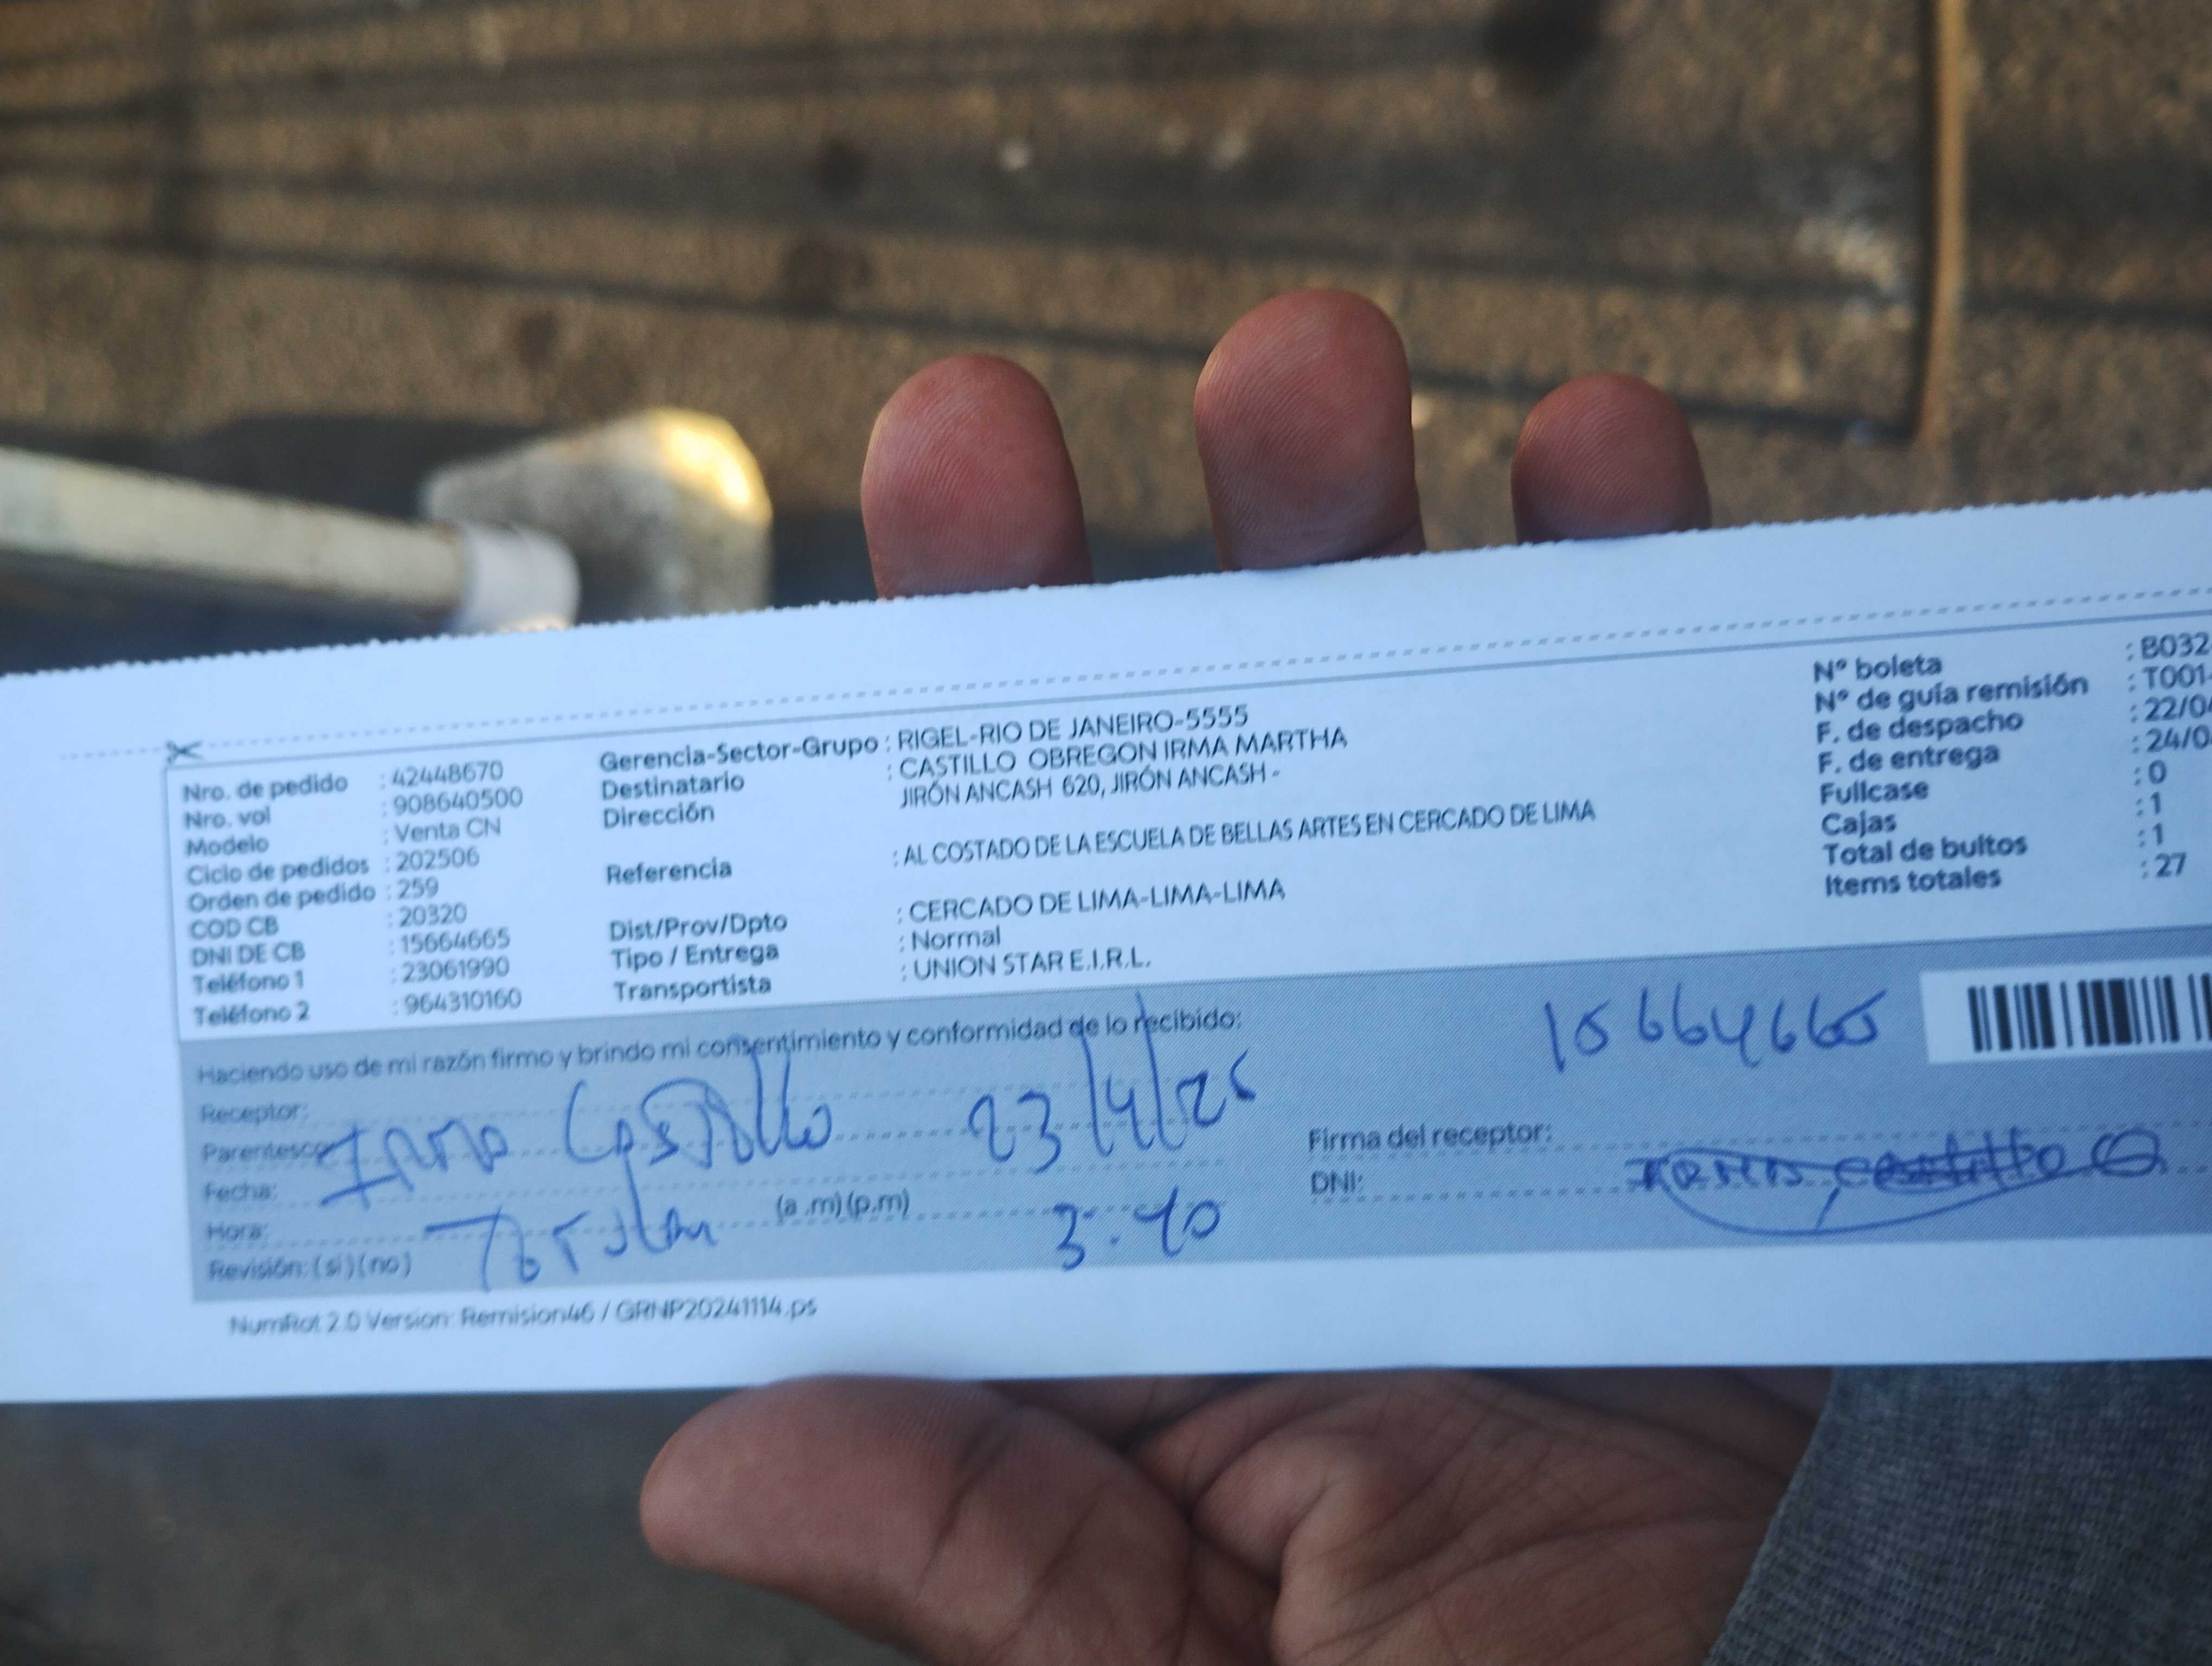 Nro. de pedido : 42448670
Nro. vol : 908640500
Modelo : Venta CN
Ciclo de pedidos : 202506
Orden de pedido : 259
COD CB : 20320
DNI DE CB : 15664665
Teléfono 1 : 23061990
Teléfono 2 : 964310160
Gerencia-Sector-Grupo : RIGEL-RIO DE JANEIRO-5555
Destinatario : CASTILLO OBREGON IRMA MARTHA
Dirección JIRÓN ANCASH 620, JIRÓN ANCASH -
Referencia : AL COSTADO DE LA ESCUELA DE BELLAS ARTES EN CERCADO DE LIMA
Dist/Prov/Dpto : CERCADO DE LIMA-LIMA-LIMA
Tipo / Entrega : Normal
Transportista : UNION STAR E.I.R.L.
Nº boleta : B032
Nº de guía remisión : T001-
F. de despacho : 22/04
F. de entrega : 24/0
Fullcase : 0
Cajas : 1
Total de bultos : 1
Items totales : 27
Haciendo uso de mi razón firmo y brindo mi consentimiento y conformidad de lo recibido:
Receptor:
Parentesco: Irma Castillo 23/4/25
Fecha:
Hora: (a .m) (p.m) 3.40
Revisión: (si) (no)
15664665
Firma del receptor:
DNI: Irma Castillo O
NumRot 2.0 Version: Remision46 / GRNP20241114.ps